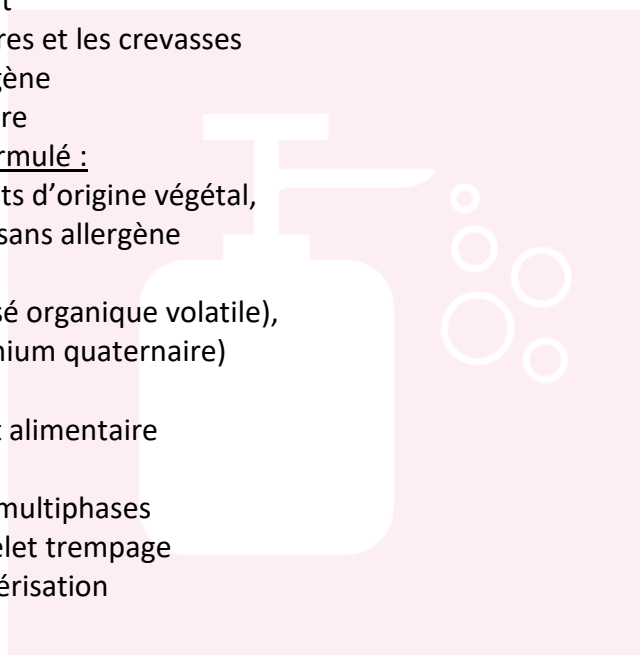 t
res et les crevasses
gène
re
rmulé :
ts d’origine végétal,
sans allergène
sé organique volatile),
nium quaternaire)
t alimentaire
multiphases
elet trempage
érisation